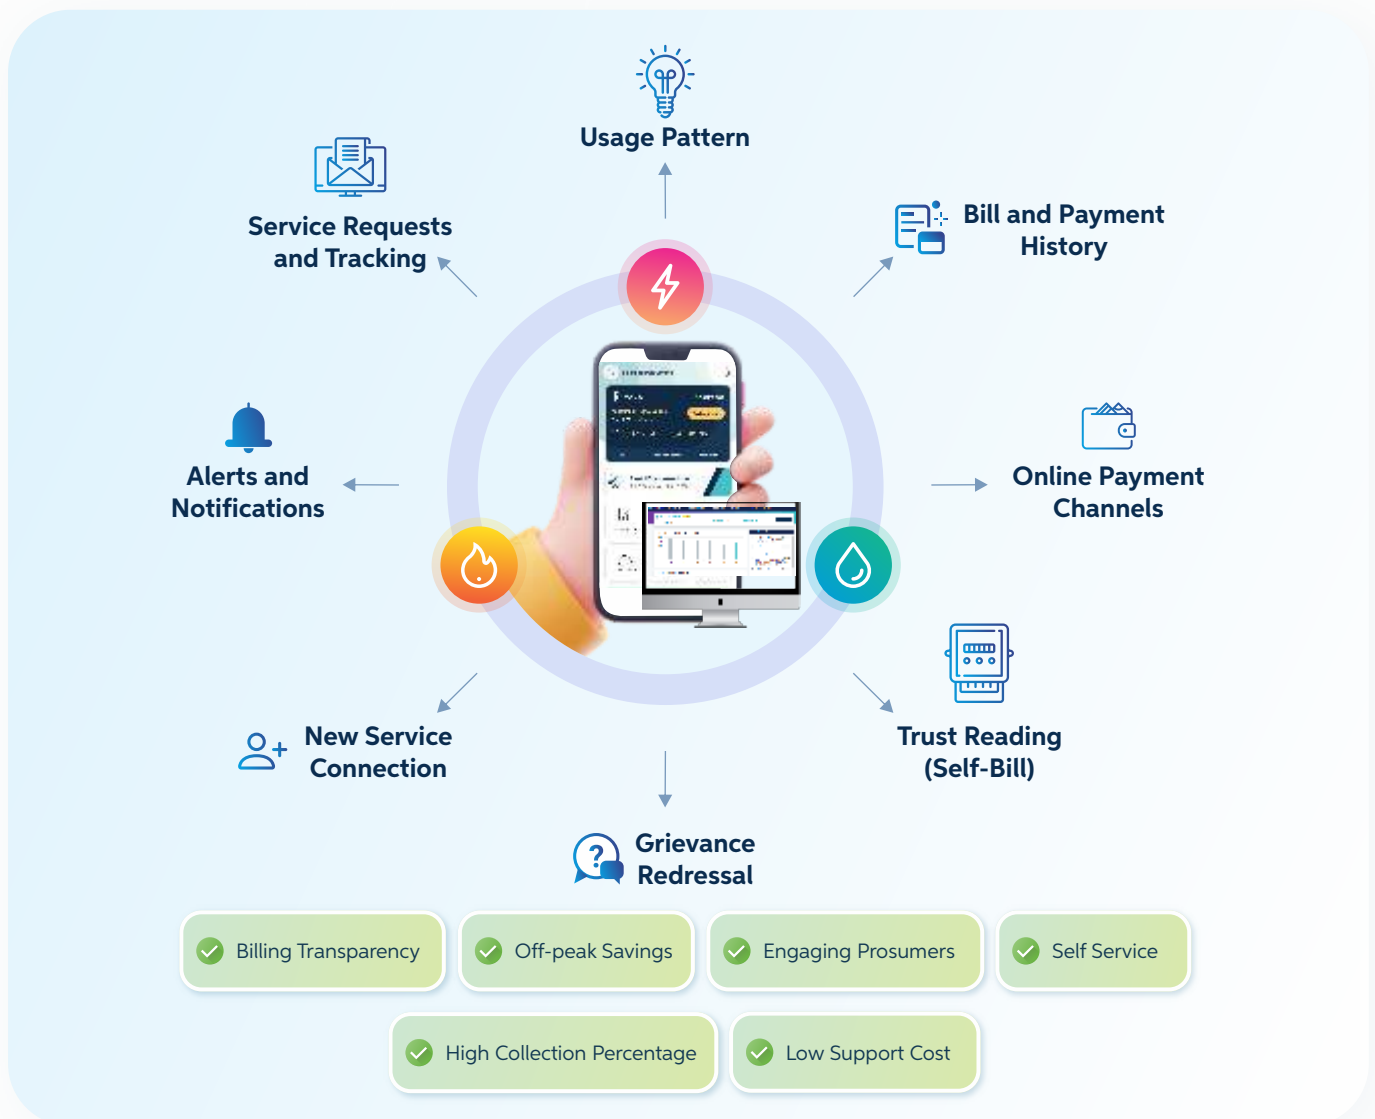 Usage Pattern
Service Requests
and Tracking
Bill and Payment
History
Alerts and
Notifications
Online Payment
Channels
New Service
Connection
Trust Reading
(Self-Bill)
Grievance
Redressal
Billing Transparency
Off-peak Savings
Engaging Prosumers
Self Service
High Collection Percentage
Low Support Cost